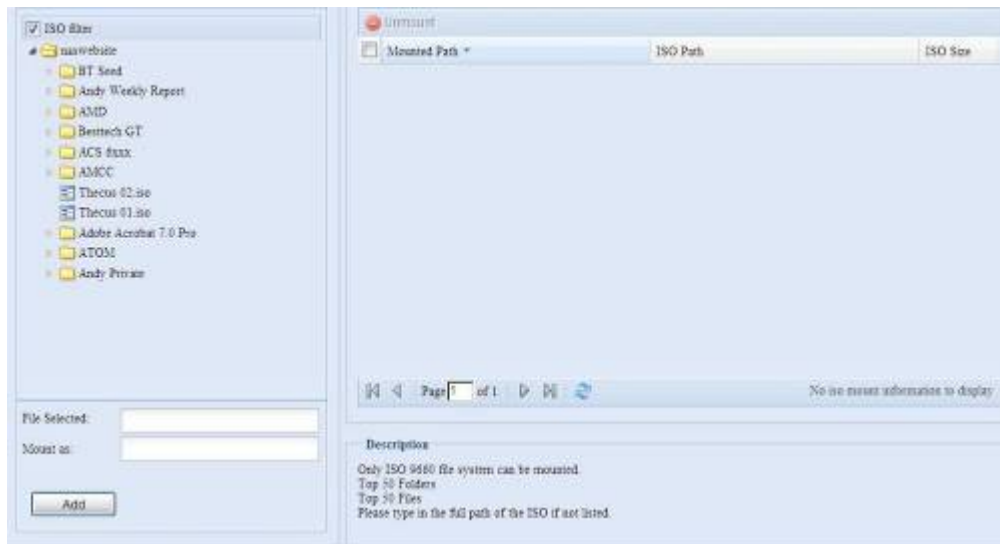 ISO filter
naswebsite
BT Seed
Andy Weekly Report
AMD
Besttech GT
ACS 8xxx
AMCC
Thecus 02.iso
Thecus 01.iso
Adobe Acrobat 7.0 Pro
ATOM
Andy Private
File Selected:
Mount as:
Add
Unmount
Mounted Path ISO Path ISO Size
Page of 1 No iso mount information to display
Description
Only ISO 9660 file system can be mounted.
Top 50 Folders
Top 50 Files
Please type in the full path of the ISO if not listed.